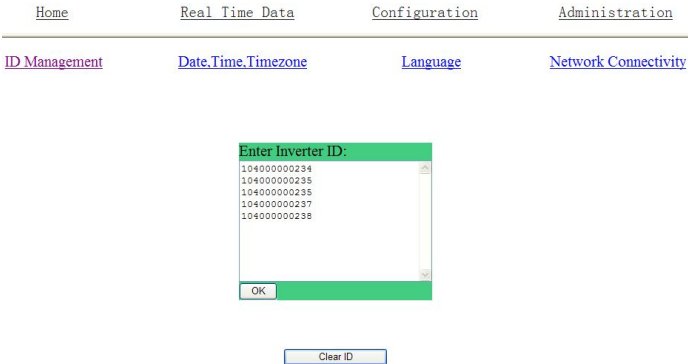 Home Real Time Data Configuration Administration
ID Management Date,Time,Timezone Language Network Connectivity
Enter Inverter ID:
104000000234
104000000235
104000000235
104000000237
104000000238
OK
Clear ID